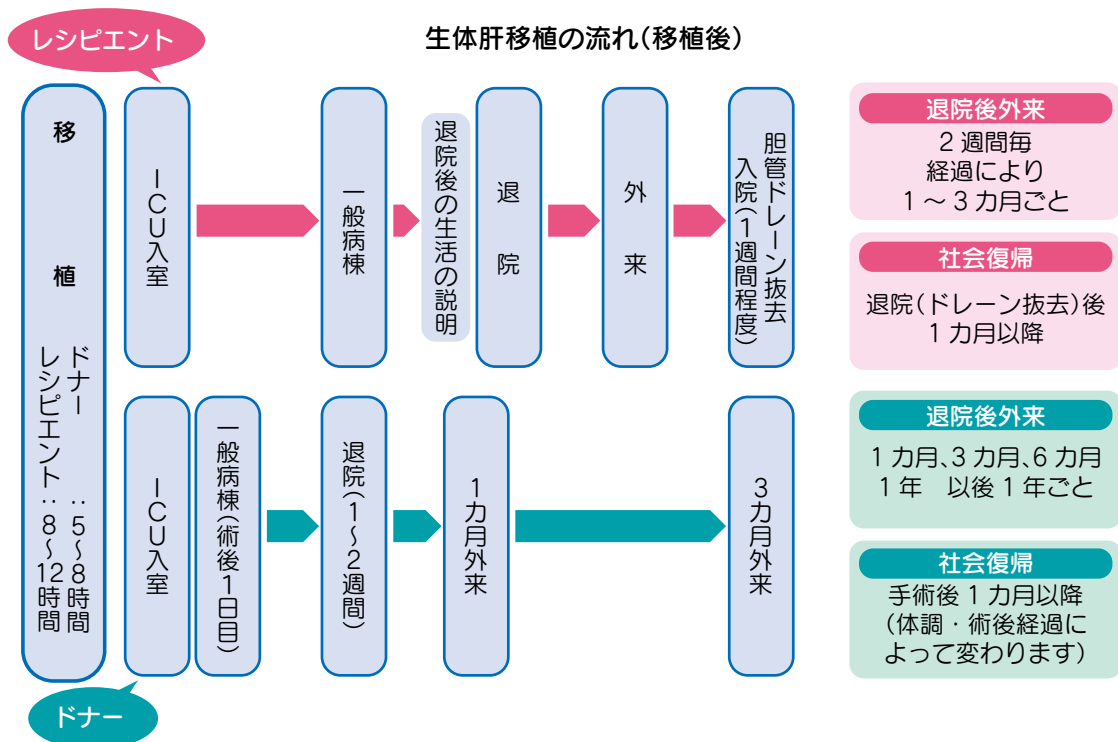 レシピエント
生体肝移植の流れ(移植後)
移植
ドナー：5～8時間
レシピエント：8～12時間
ICU入室
一般病棟
退院後の生活の説明
退院
外来
胆管ドレーン抜去
入院(1週間程度)
退院後外来
2週間毎
経過により
1～3カ月ごと
社会復帰
退院(ドレーン抜去)後
1カ月以降
ICU入室
一般病棟(術後1日目)
退院(1～2週間)
1カ月外来
3カ月外来
退院後外来
1カ月、3カ月、6カ月
1年　以後1年ごと
社会復帰
手術後1カ月以降
(体調・術後経過に
よって変わります)
ドナー